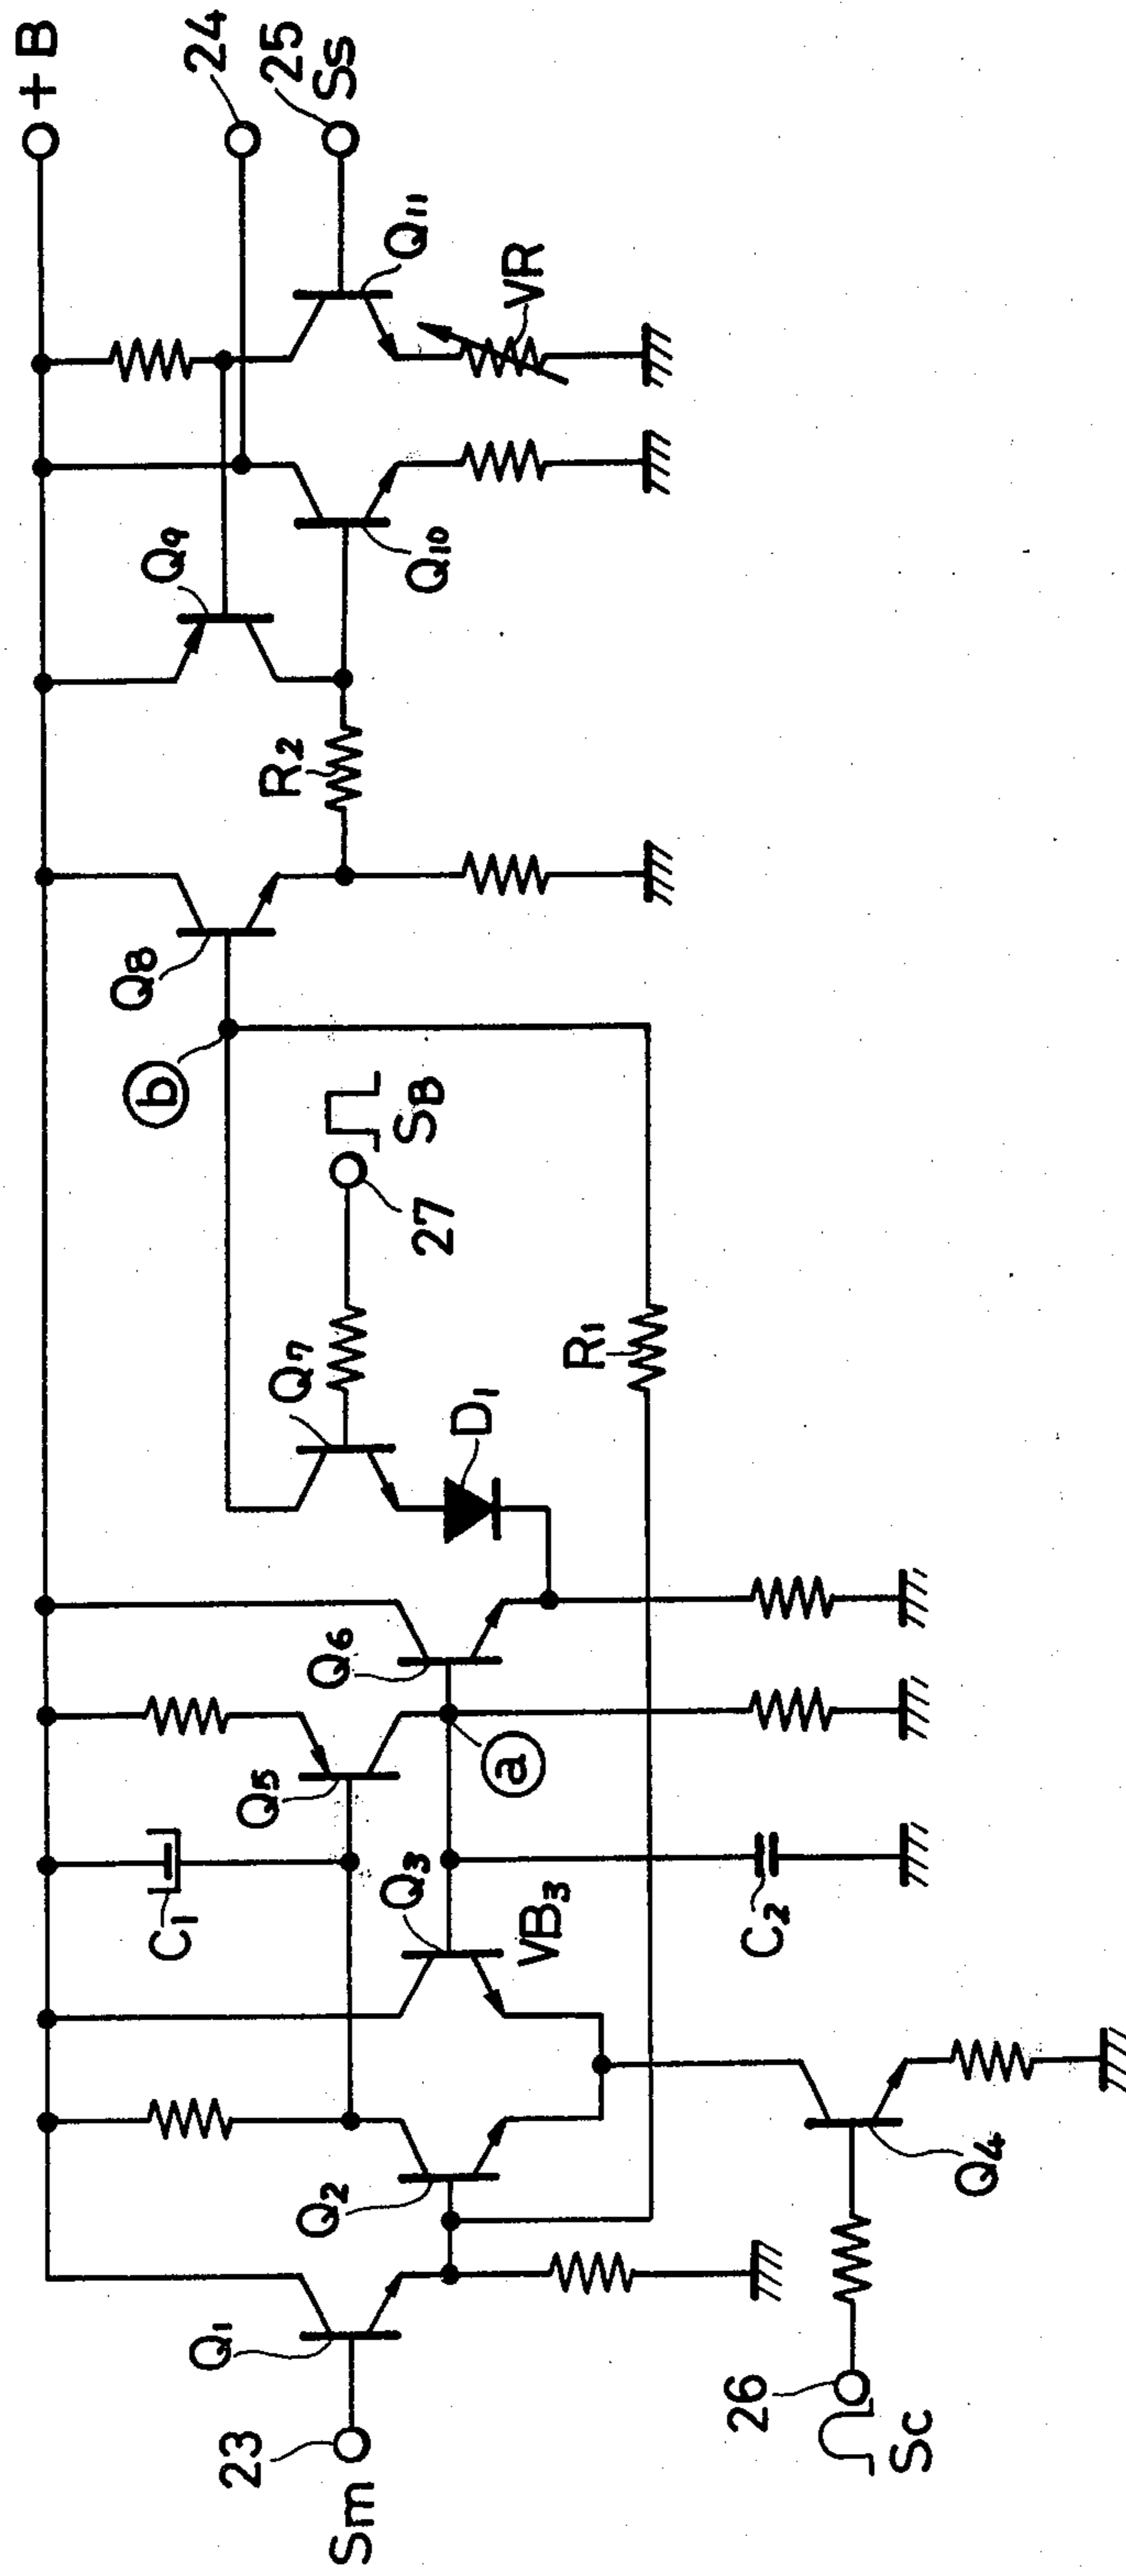 +B
24
25
Ss
Q11
VR
Q9
Q10
R2
Q8
b
SB
27
Q7
D1
R1
Q6
Q5
a
C1
Q3
VB3
C2
Q2
Q4
Q1
23
Sm
26
Sc